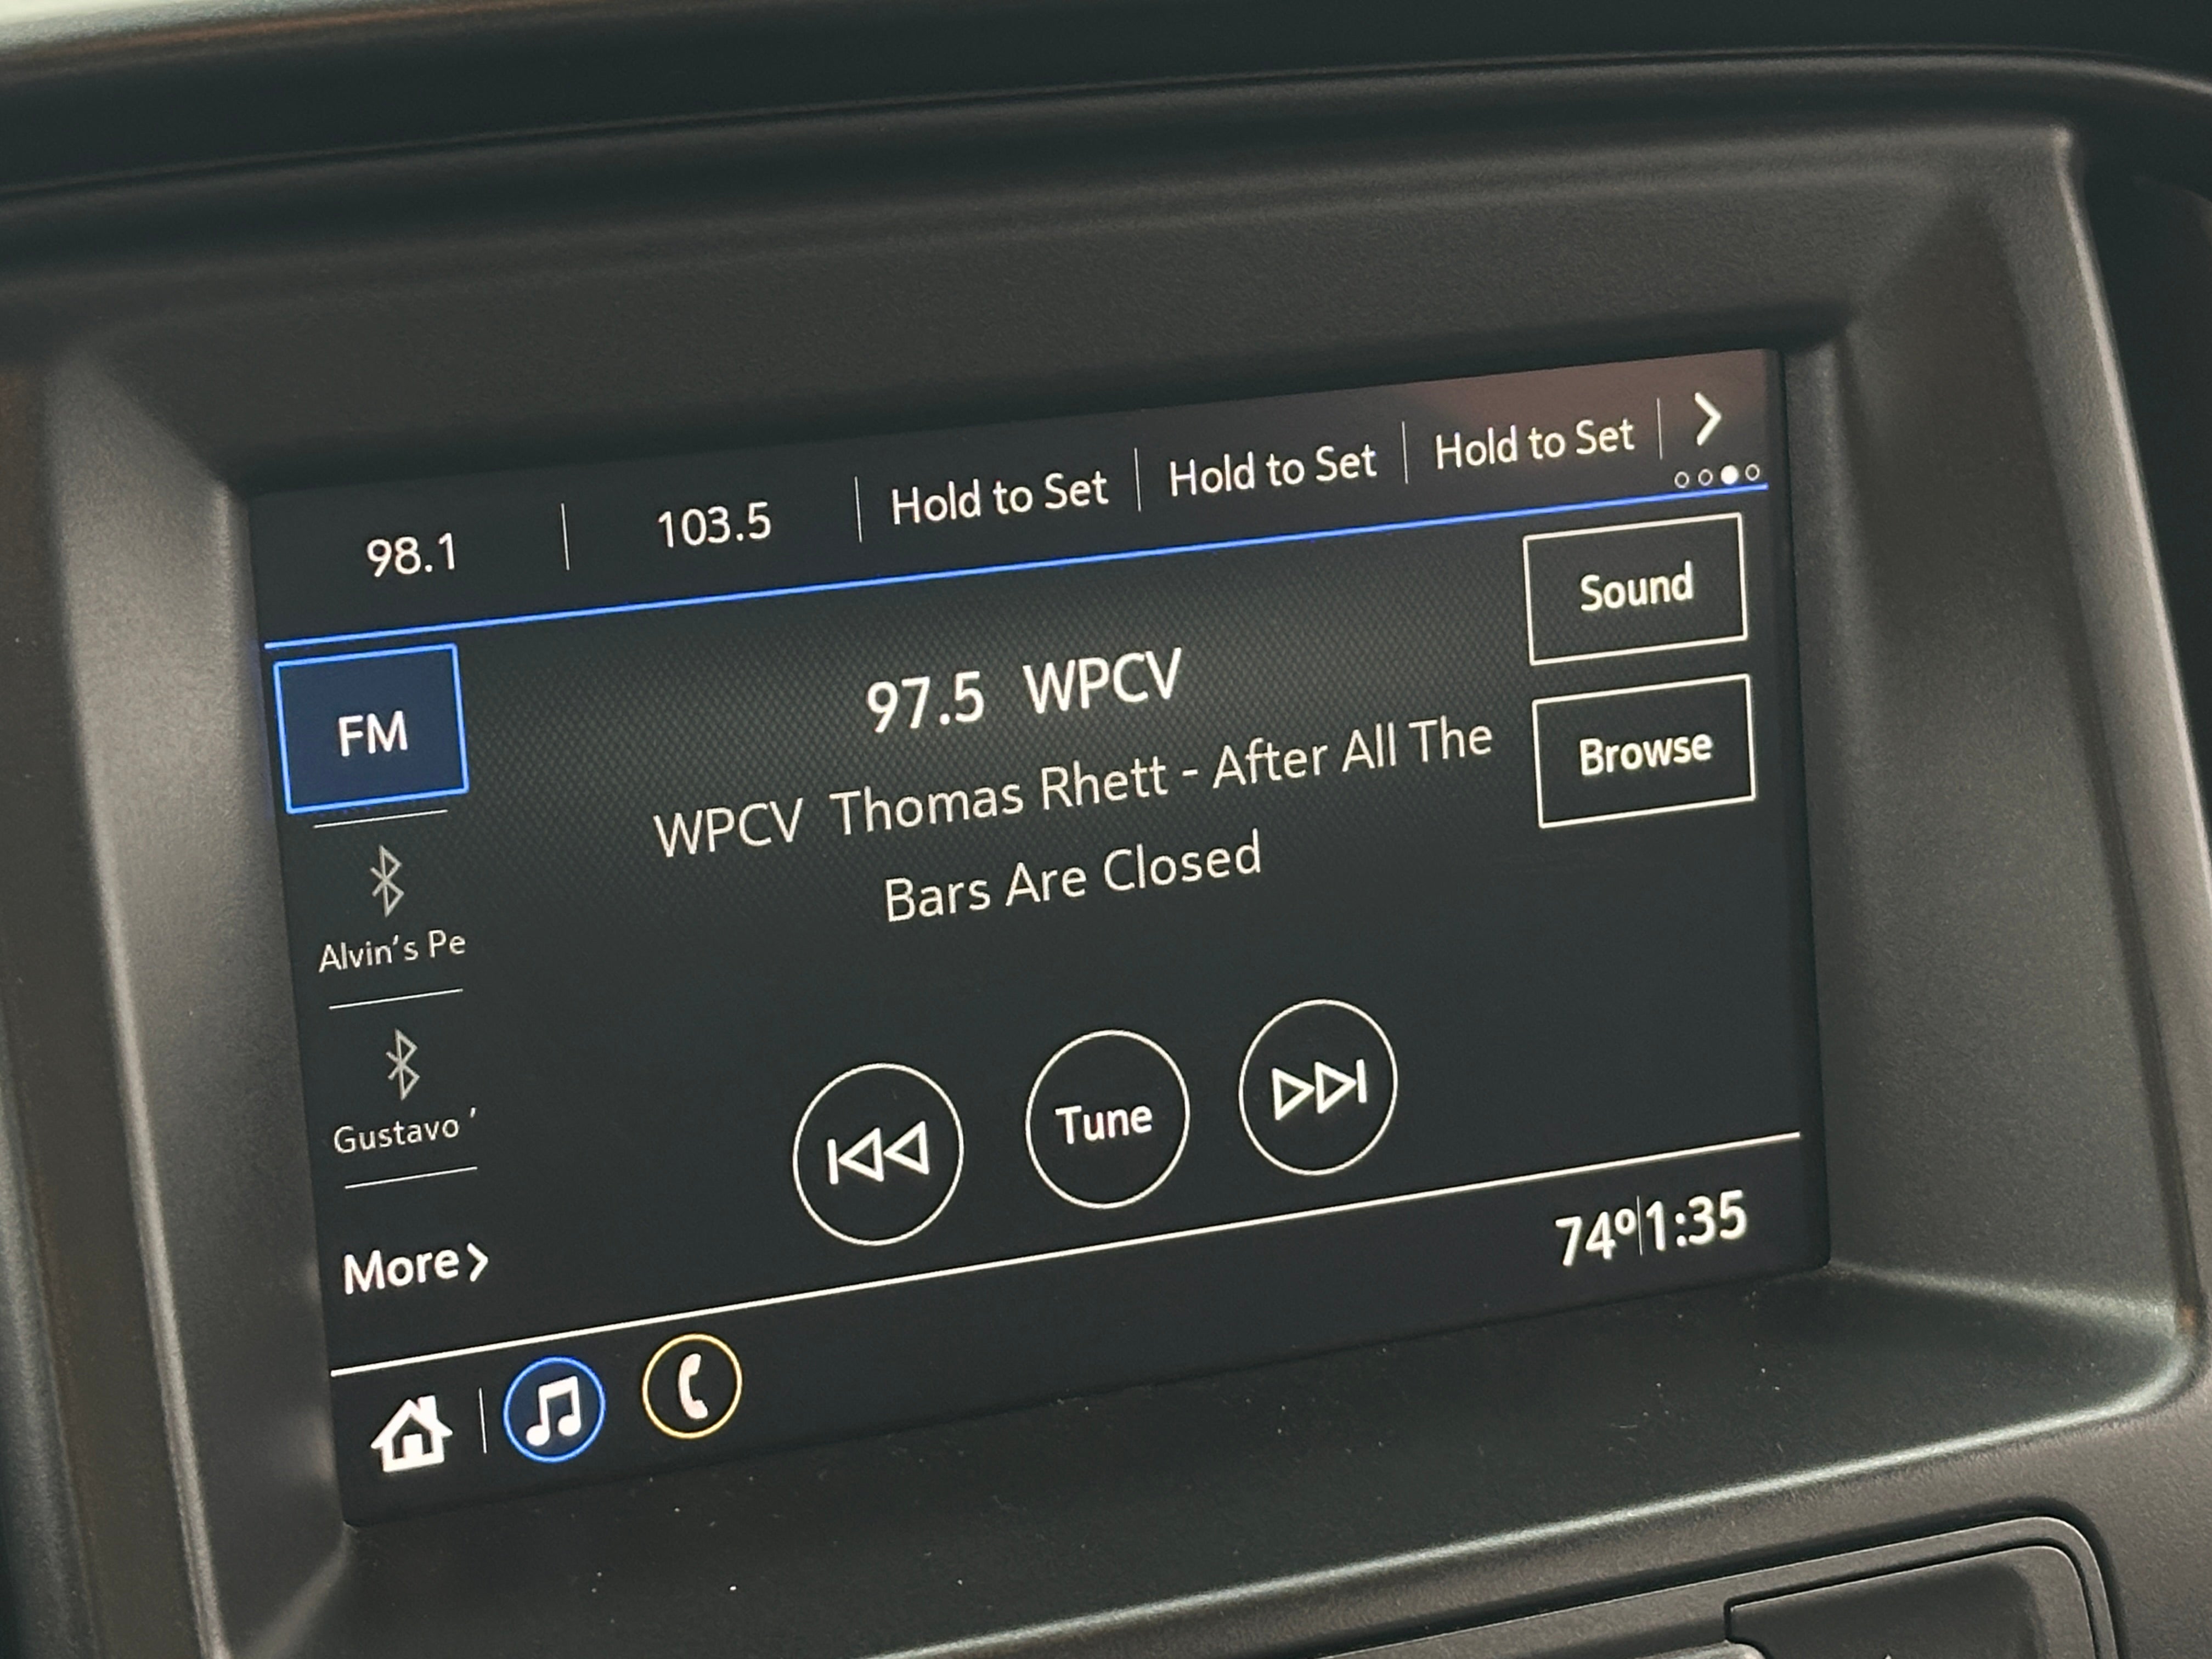 98.1 103.5 Hold to Set Hold to Set Hold to Set
Sound
FM
97.5 WPCV
WPCV Thomas Rhett - After All The
Bars Are Closed
Browse
Alvin's Pe
Gustavo '
Tune
More
74º 1:35